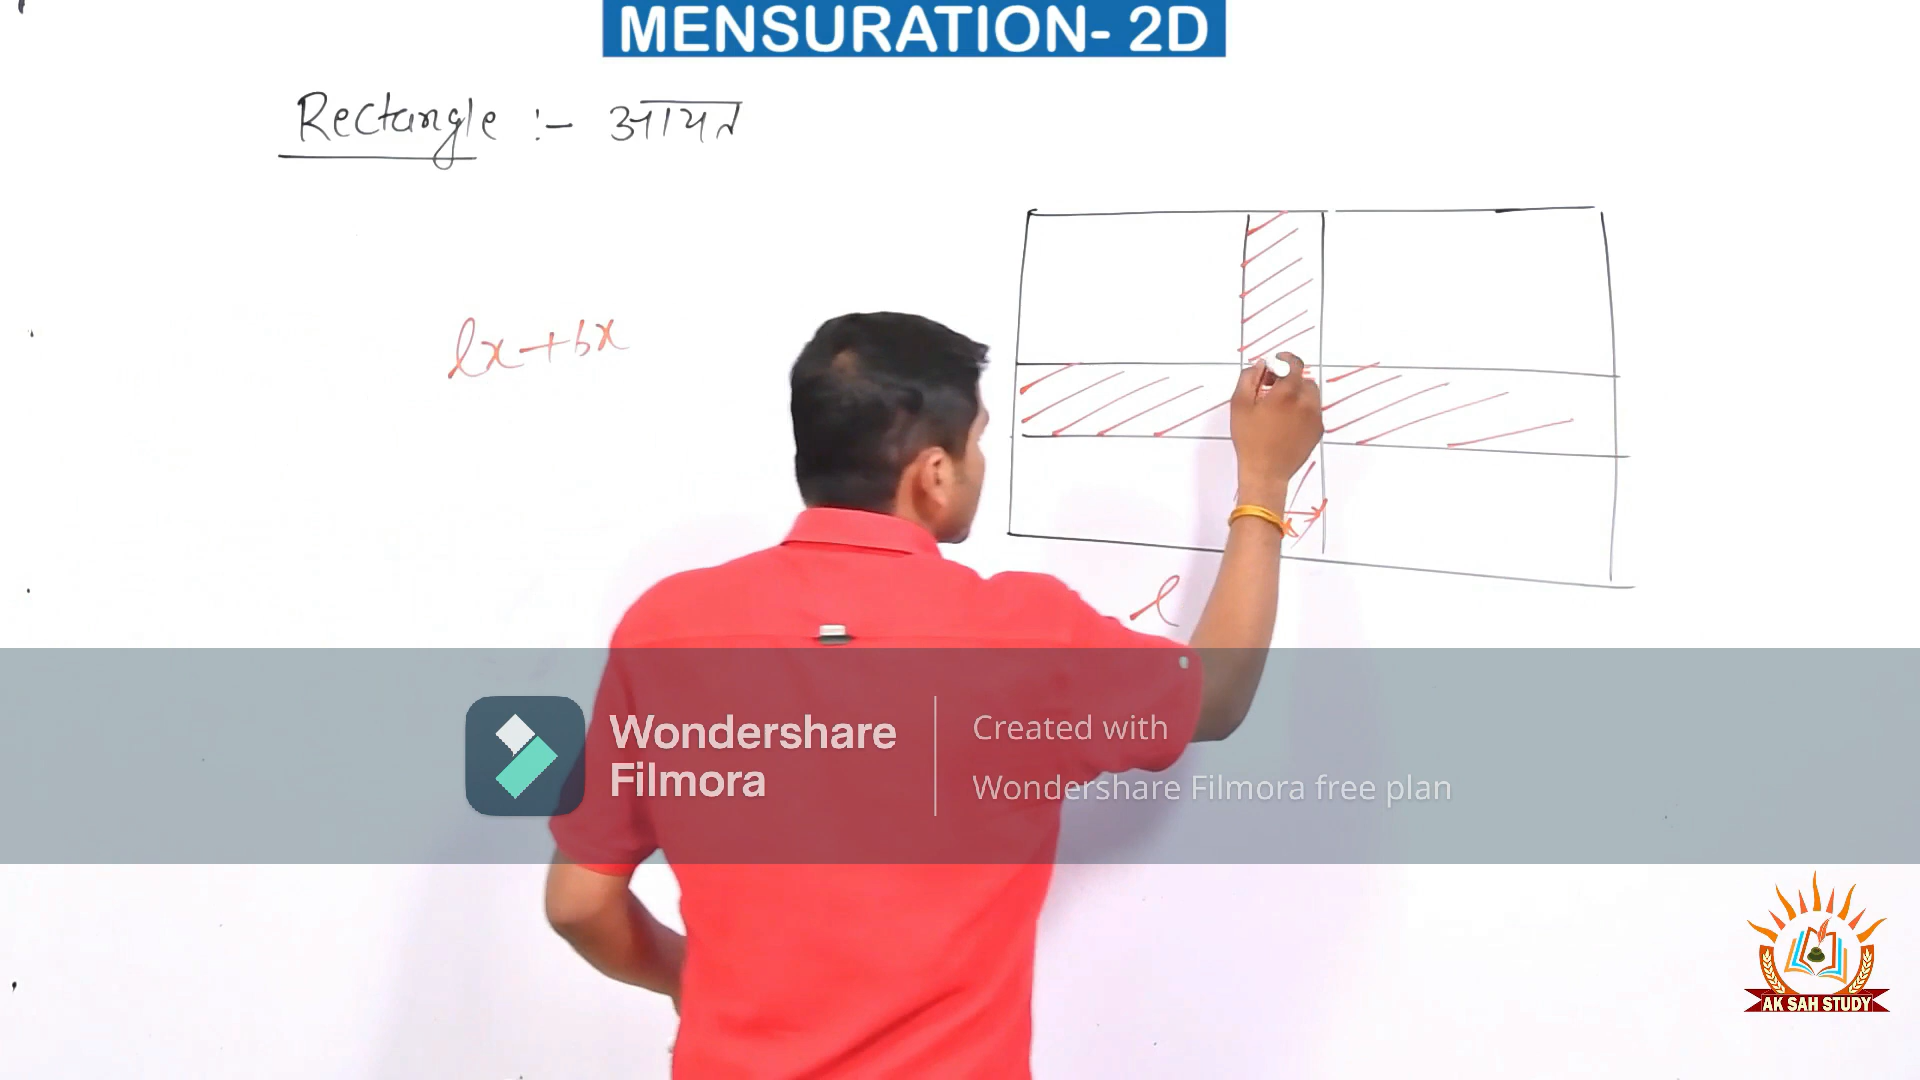 MENSURATION- 2D
Rectangle :- आयत
lx+bx
x
l
Wondershare
Filmora
Created with
Wondershare Filmora free plan
AK SAH STUDY